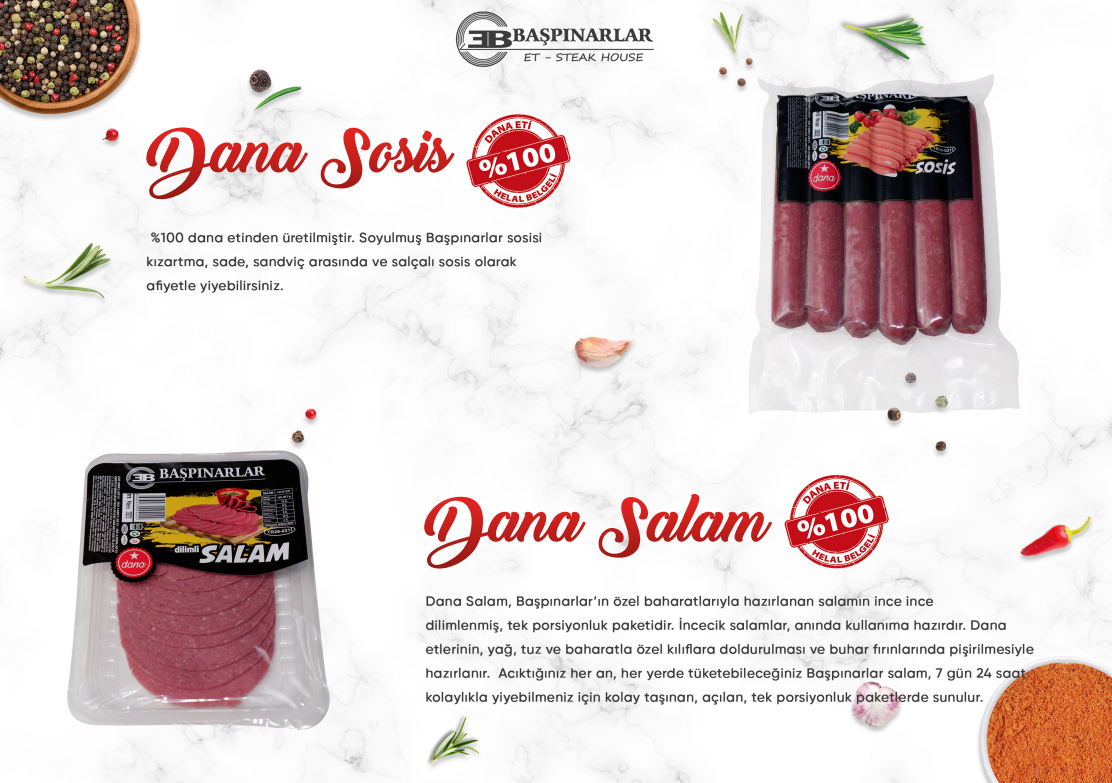 BAŞPINARLAR
ET - STEAK HOUSE
Dana Sosis
DANA ETİ
%100
HELAL BELGELİ
%100 dana etinden üretilmiştir. Soyulmuş Başpınarlar sosisi
kızartma, sade, sandviç arasında ve salçalı sosis olarak
afiyetle yiyebilirsiniz.
BAŞPINARLAR
sosis
dana
BAŞPINARLAR
dilimli SALAM
dana
Dana Salam
DANA ETİ
%100
HELAL BELGELİ
Dana Salam, Başpınarlar'ın özel baharatlarıyla hazırlanan salamın ince ince
dilimlenmiş, tek porsiyonluk paketidir. İncecik salamlar, anında kullanıma hazırdır. Dana
etlerinin, yağ, tuz ve baharatla özel kılıflara doldurulması ve buhar fırınlarında pişirilmesiyle
hazırlanır. Acıktığınız her an, her yerde tüketebileceğiniz Başpınarlar salam, 7 gün 24 saat
kolaylıkla yiyebilmeniz için kolay taşınan, açılan, tek porsiyonluk paketlerde sunulur.